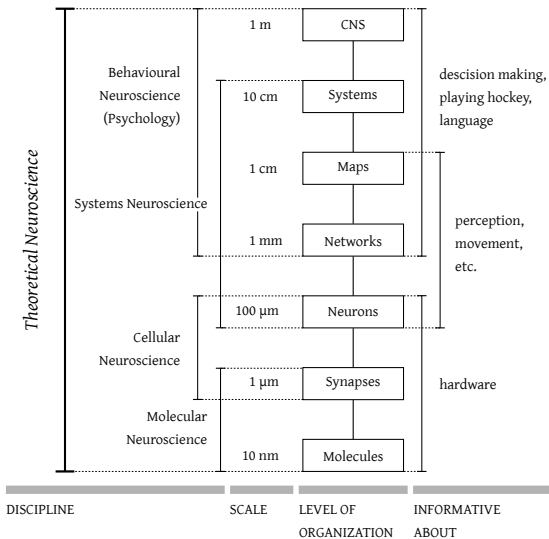 1 m
CNS
Behavioural
Neuroscience
(Psychology)
descision making,
playing hockey,
language
10 cm
Systems
1 cm
Maps
Theoretical Neuroscience
Systems Neuroscience
perception,
movement,
etc.
1 mm
Networks
100 µm
Neurons
Cellular
Neuroscience
1 µm
Synapses
hardware
Molecular
Neuroscience
10 nm
Molecules
DISCIPLINE
SCALE
LEVEL OF
ORGANIZATION
INFORMATIVE
ABOUT